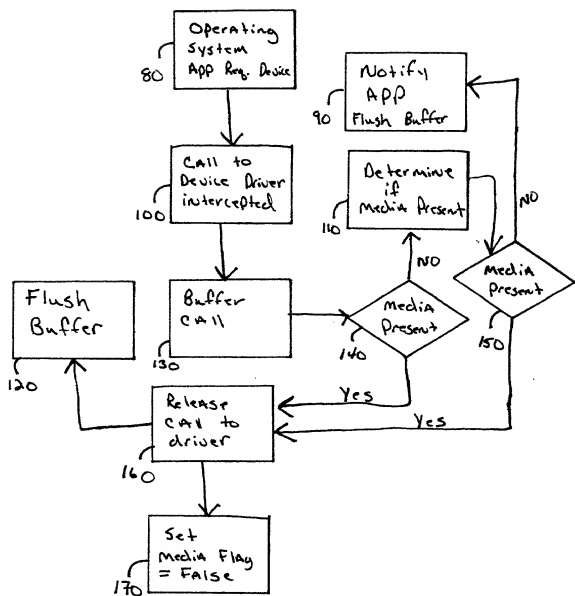 Operating
System
App Req. Device
80
Notify
App
Flush Buffer
90
Call to
Device Driver
intercepted
100
Determine
if
Media Present
110
NO
NO
Flush
Buffer
120
Buffer
Call
130
Media
Present
140
Media
Present
150
Yes
Yes
Release
Call to
driver
160
Set
Media Flag
= False
170